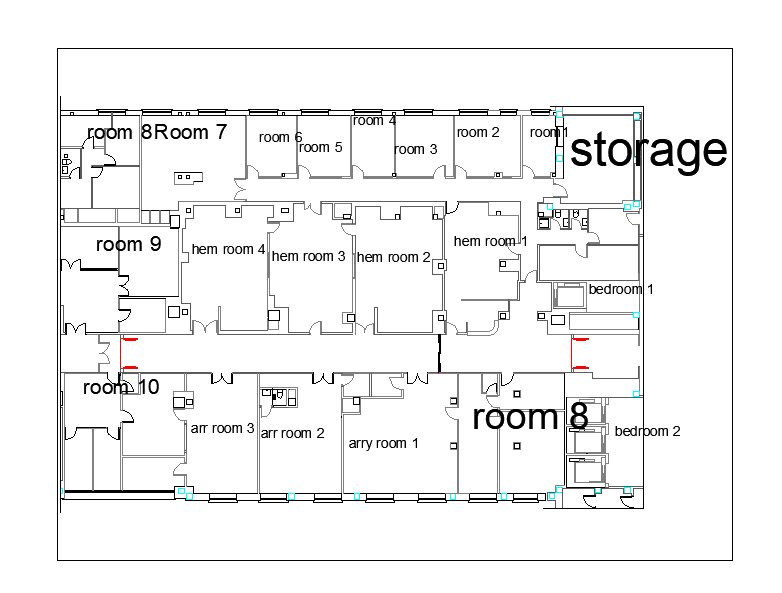 room 8
Room 7
room 6
room 5
room 4
room 3
room 2
room1
storage
room 9
hem room 4
hem room 3
hem room 2
hem room 1
bedroom 1
room 10
arr room 3
arr room 2
arry room 1
room 8
bedroom 2